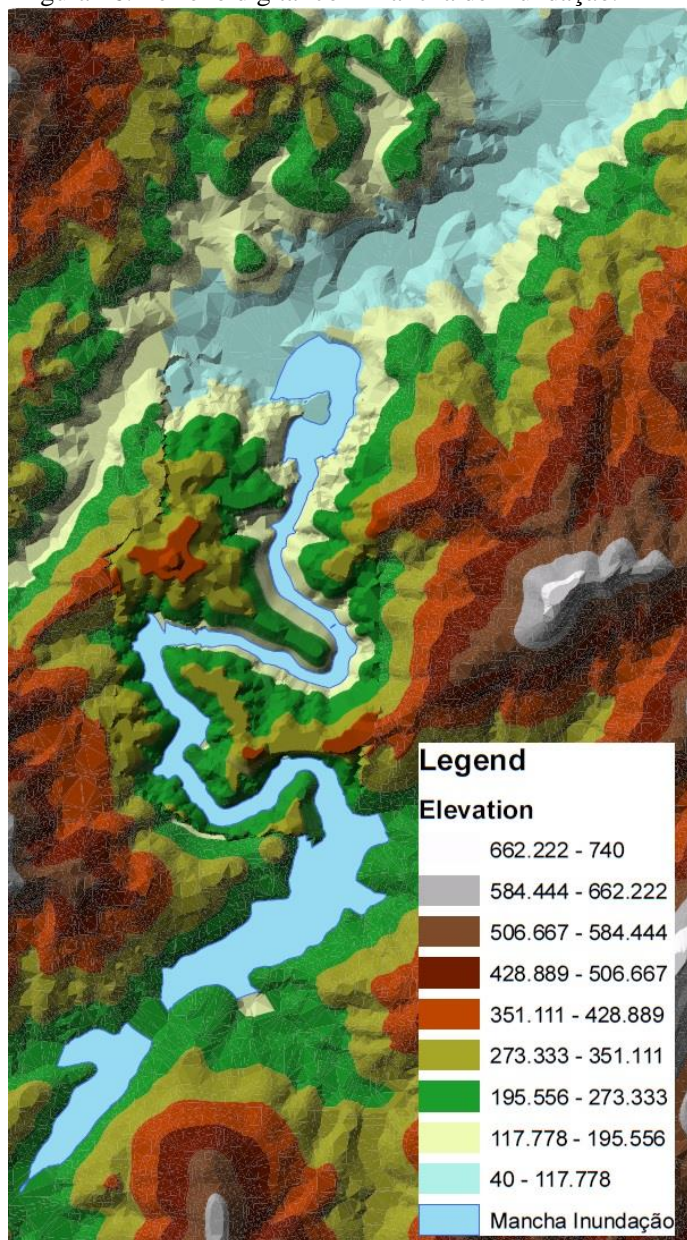 Legend
Elevation
662.222 - 740
584.444 - 662.222
506.667 - 584.444
428.889 - 506.667
351.111 - 428.889
273.333 - 351.111
195.556 - 273.333
117.778 - 195.556
40 - 117.778
Mancha Inundação